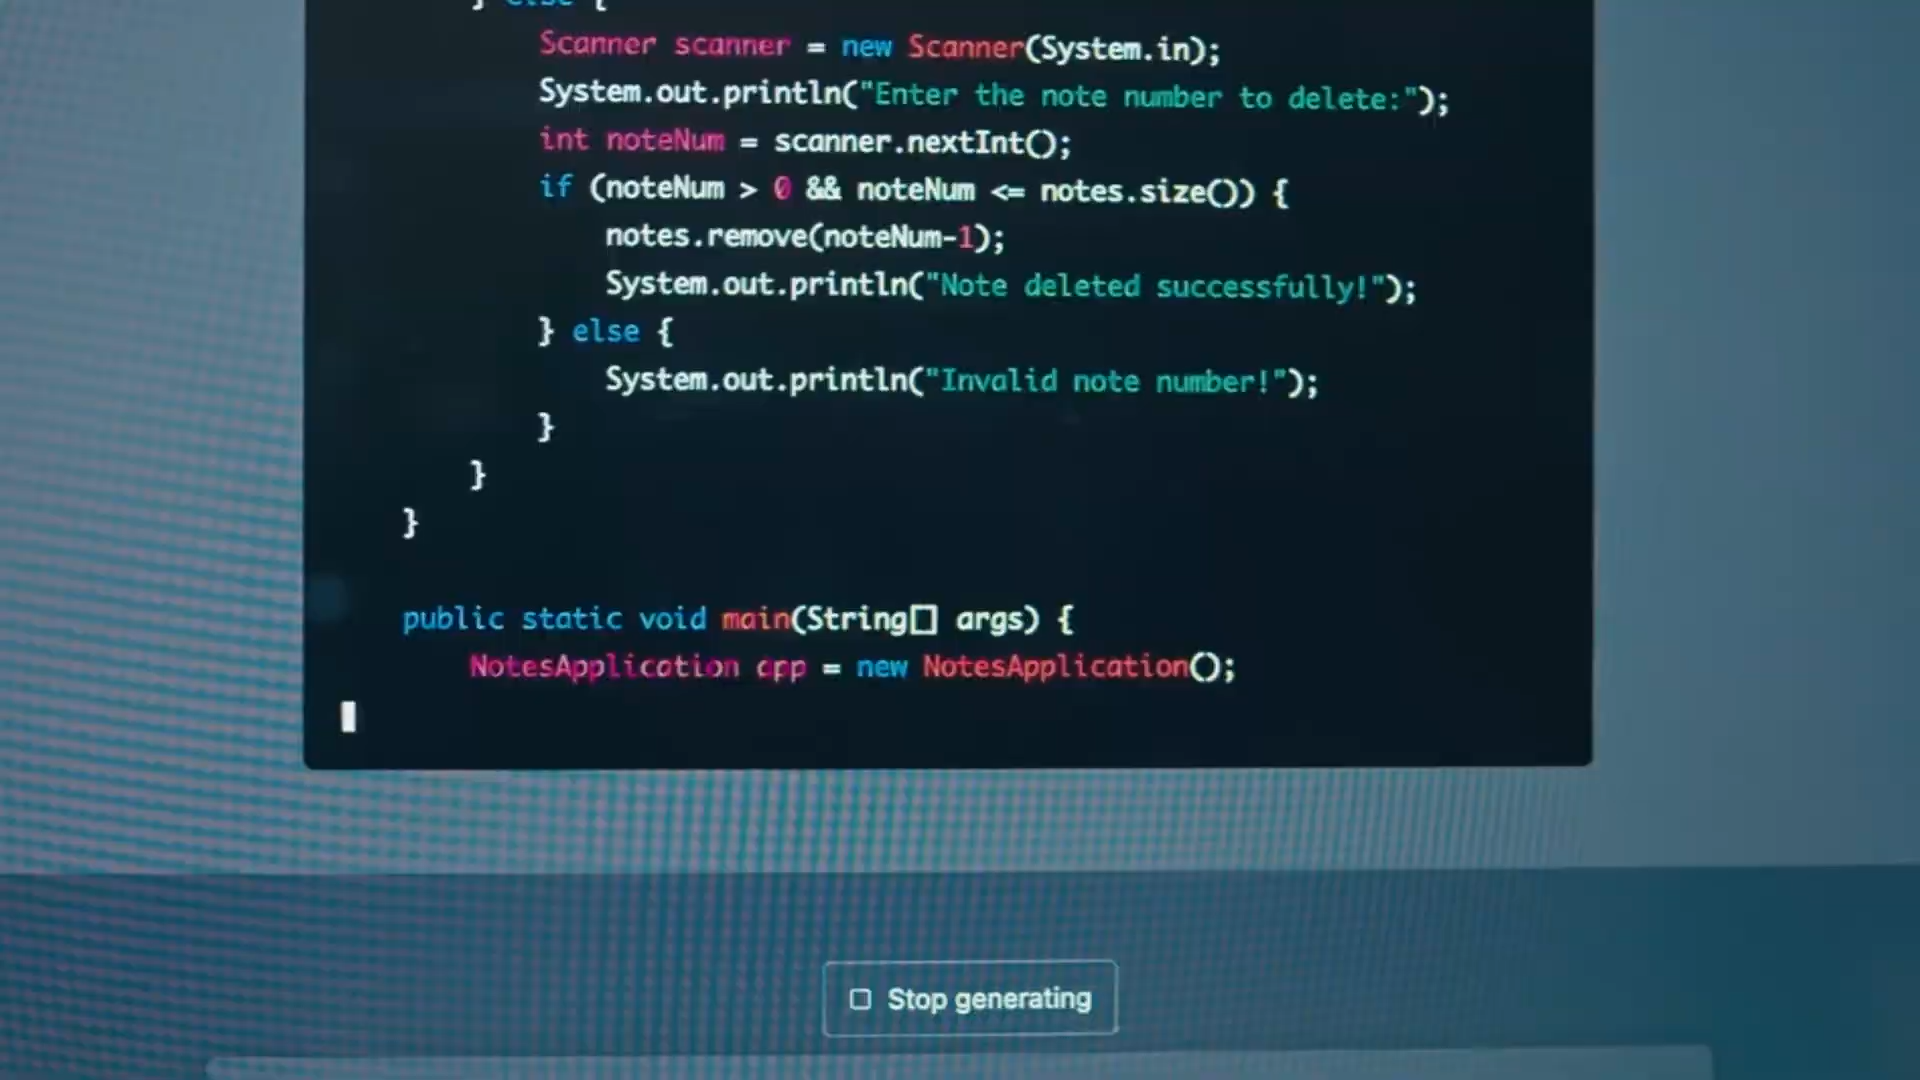 } else {
Scanner scanner = new Scanner(System.in);
System.out.println("Enter the note number to delete:");
int noteNum = scanner.nextInt();
if (noteNum > 0 && noteNum <= notes.size()) {
notes.remove(noteNum-1);
System.out.println("Note deleted successfully!");
} else {
System.out.println("Invalid note number!");
}
}
}
public static void main(String[] args) {
NotesApplication app = new NotesApplication();
Stop generating